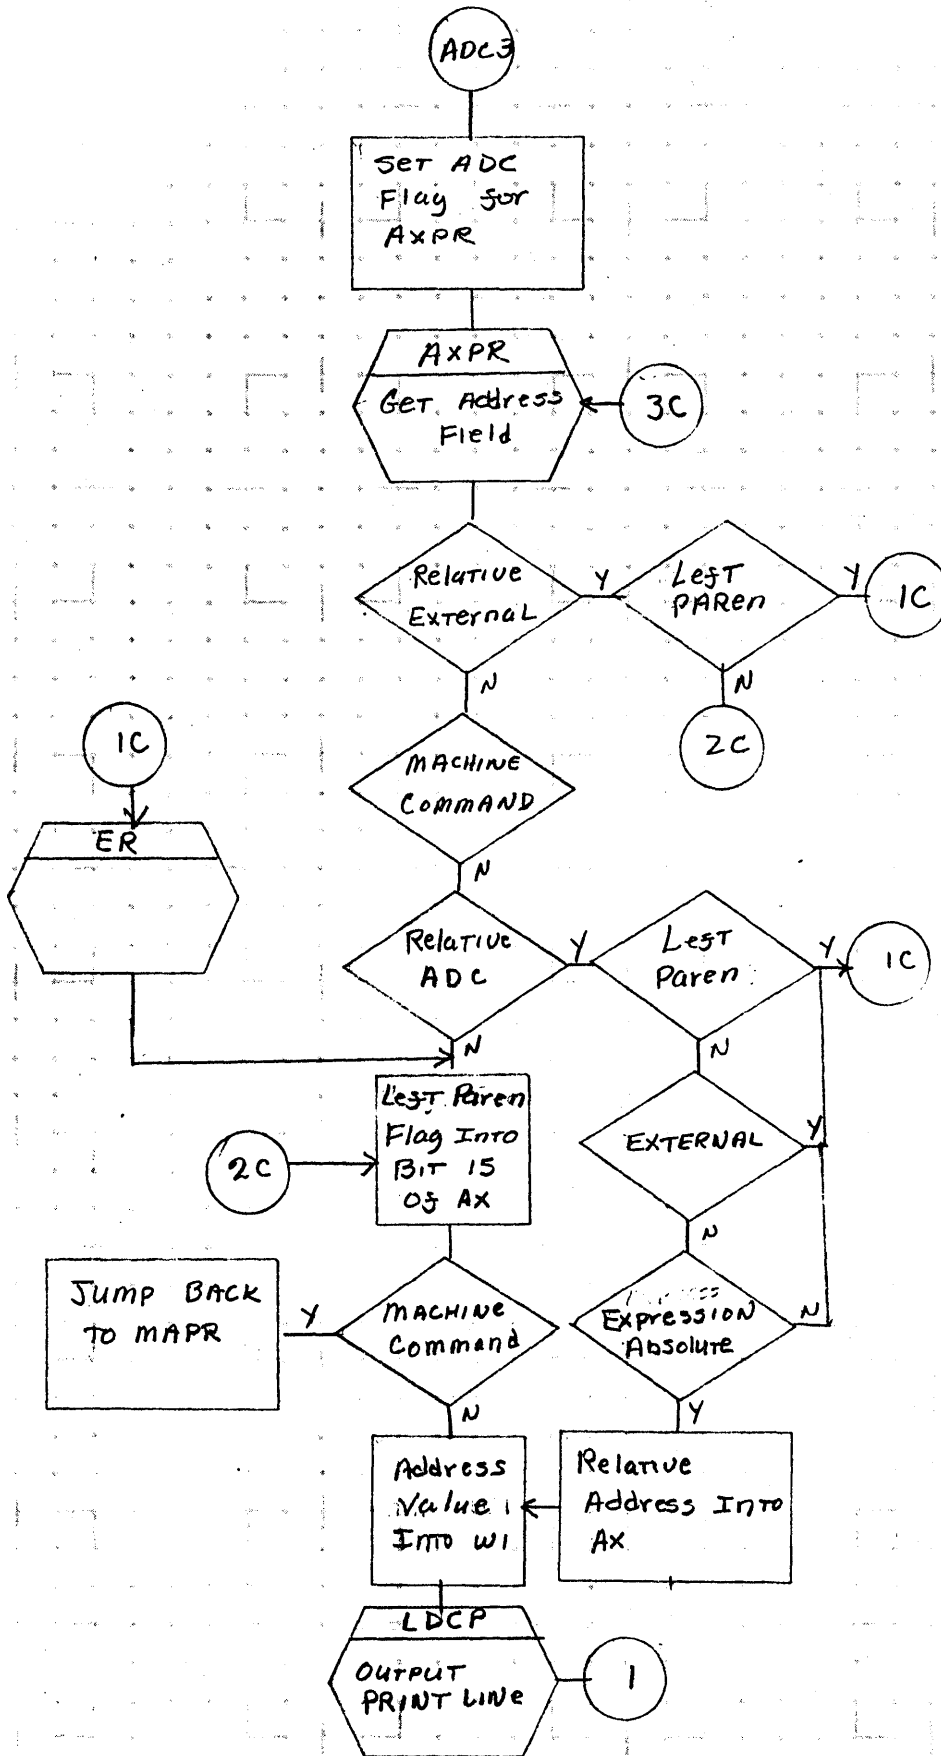 ADC3
SET ADC
Flag for
AXPR
AXPR
Get Address
Field
3C
Relative
External
Y
Left
Paren
Y
1C
N
N
2C
1C
ER
MACHINE
COMMAND
N
Relative
ADC
Y
Left
Paren
Y
1C
N
N
Left Paren
Flag Into
Bit 15
Of AX
2C
EXTERNAL
Y
N
JUMP BACK
TO MAPR
Y
MACHINE
Command
Expression
Absolute
N
N
Y
Address
Value
Into W1
Relative
Address Into
AX
LDCP
OUTPUT
PRINT LINE
1